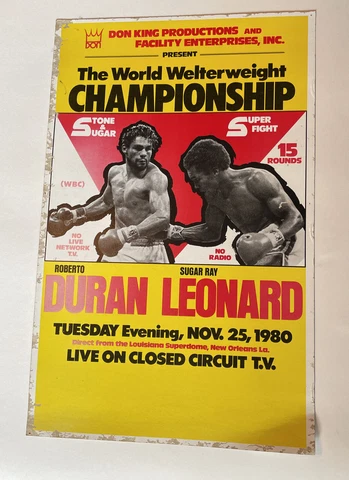 DON
DON KING PRODUCTIONS AND
FACILITY ENTERPRISES, INC.
PRESENT
The World Welterweight
CHAMPIONSHIP
STONE & SUGAR
SUPER FIGHT
15
ROUNDS
(WBC)
NO
LIVE
NETWORK
T.V.
NO
RADIO
ROBERTO
DURAN
SUGAR RAY
LEONARD
TUESDAY Evening, NOV. 25, 1980
Direct from the Louisiana Superdome, New Orleans La.
LIVE ON CLOSED CIRCUIT T.V.